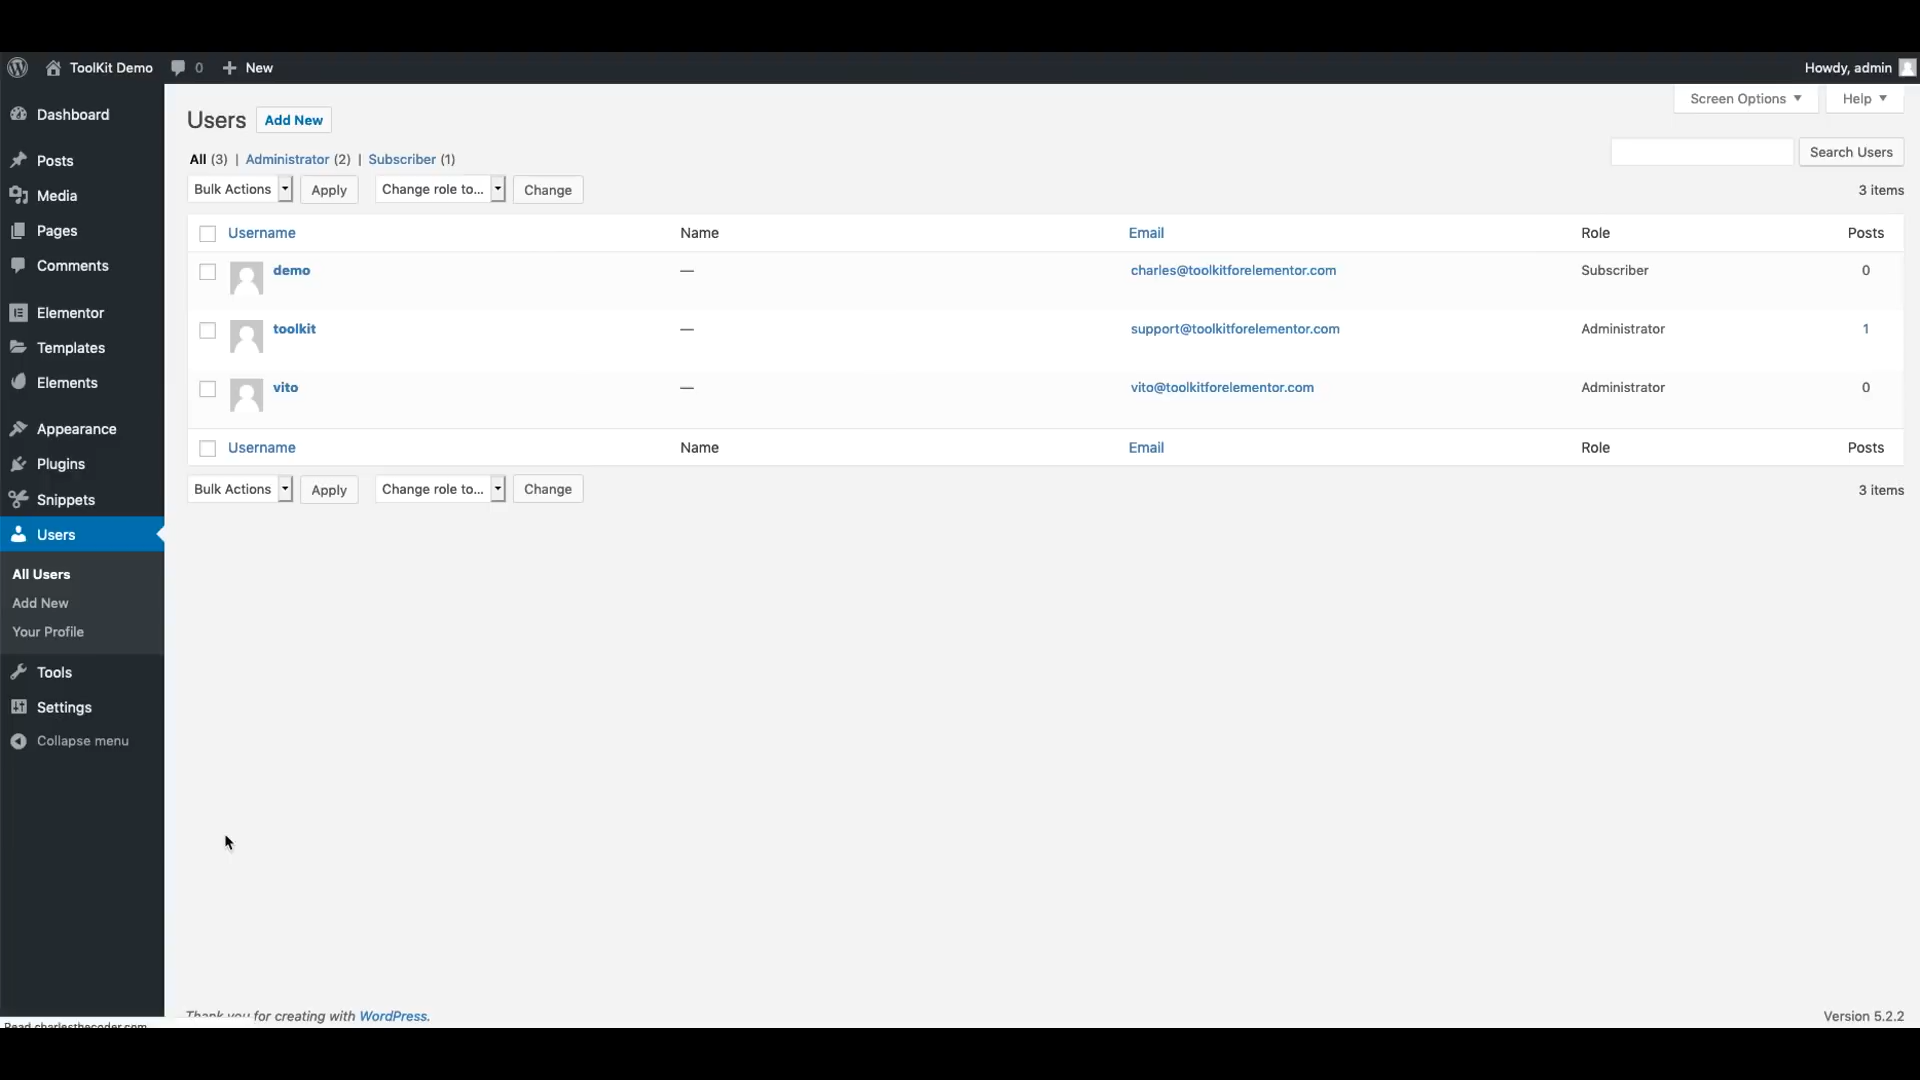 ToolKit Demo 0 New Howdy, admin
Screen Options Help
Dashboard
Posts
Media
Pages
Comments
Elementor
Templates
Elements
Appearance
Plugins
Snippets
Users
All Users
Add New
Your Profile
Tools
Settings
Collapse menu
Users Add New
All (3) | Administrator (2) | Subscriber (1)
Search Users
Bulk Actions Apply Change role to... Change 3 items
Username Name Email Role Posts
demo — charles@toolkitforelementor.com Subscriber 0
toolkit — support@toolkitforelementor.com Administrator 1
vito — vito@toolkitforelementor.com Administrator 0
Username Name Email Role Posts
Bulk Actions Apply Change role to... Change 3 items
Thank you for creating with WordPress. Version 5.2.2
Read charlesthecoder.com